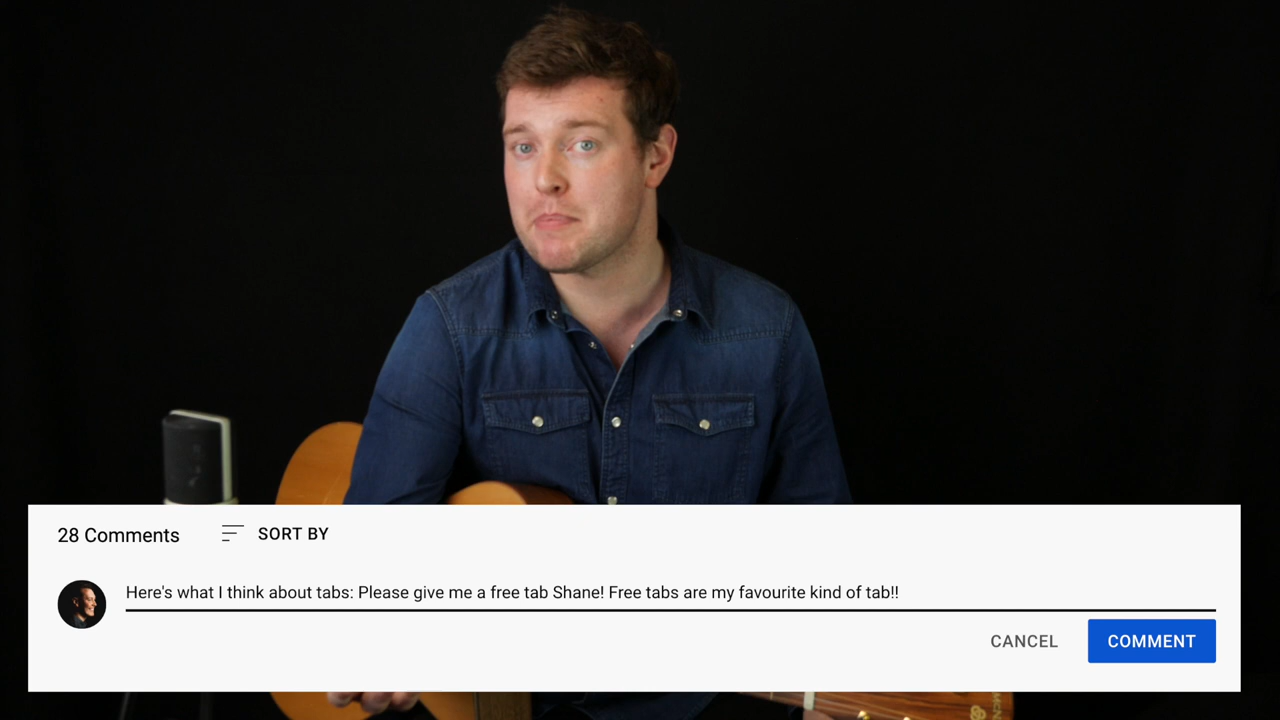 28 Comments
SORT BY
Here's what I think about tabs: Please give me a free tab Shane! Free tabs are my favourite kind of tab!!
CANCEL
COMMENT